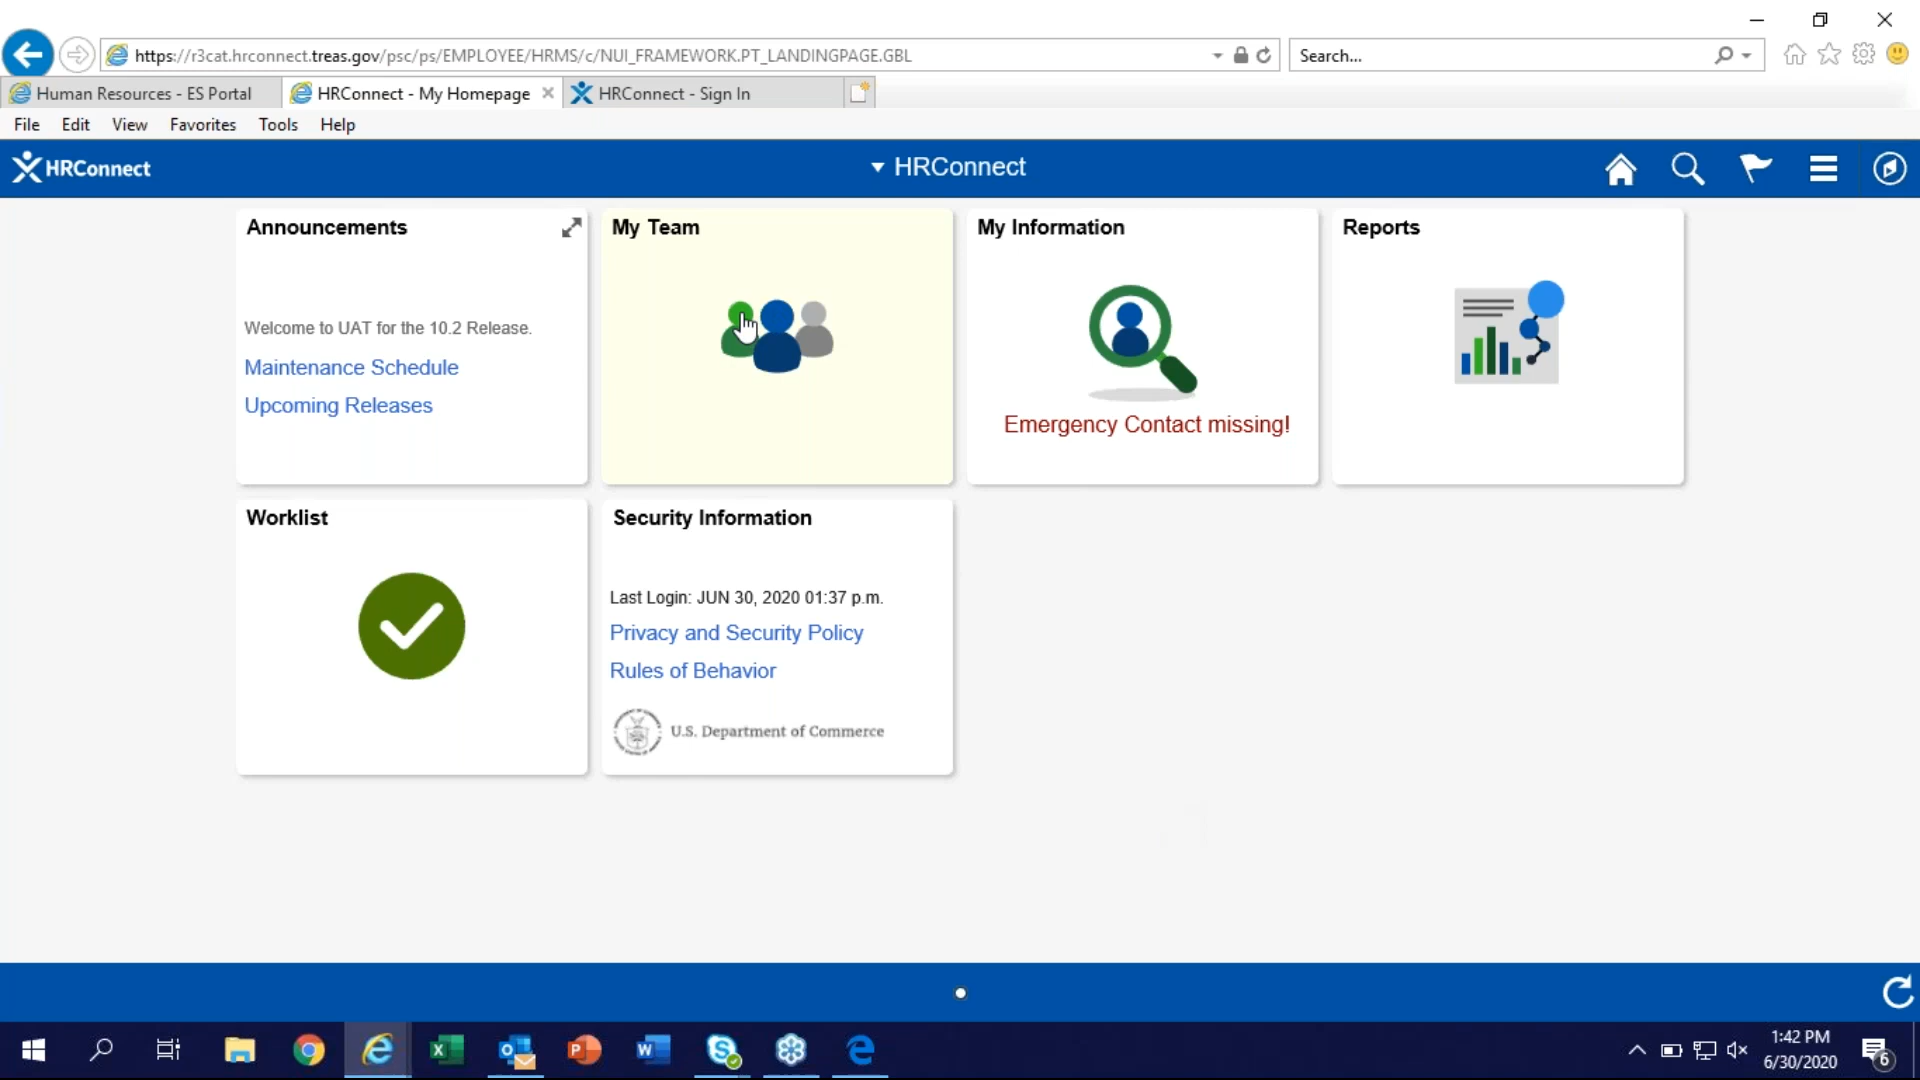 https://r3cat.hrconnect.treas.gov/psc/ps/EMPLOYEE/HRMS/c/NUI_FRAMEWORK.PT_LANDINGPAGE.GBL
Search...
Human Resources - ES Portal
HRConnect - My Homepage
HRConnect - Sign In
File Edit View Favorites Tools Help
HRConnect
HRConnect
Announcements
Welcome to UAT for the 10.2 Release.
Maintenance Schedule
Upcoming Releases
My Team
My Information
Emergency Contact missing!
Reports
Worklist
Security Information
Last Login: JUN 30, 2020 01:37 p.m.
Privacy and Security Policy
Rules of Behavior
U.S. Department of Commerce
1:42 PM
6/30/2020
6